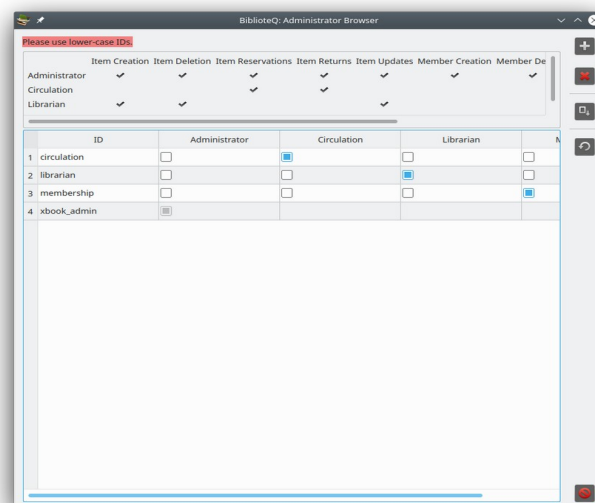 BiblioteQ: Administrator Browser
Please use lower-case IDs.
Item Creation Item Deletion Item Reservations Item Returns Item Updates Member Creation Member De
Administrator ✔ ✔ ✔ ✔ ✔ ✔ ✔
Circulation ✔ ✔
Librarian ✔ ✔ ✔
ID Administrator Circulation Librarian M
1 circulation
2 librarian
3 membership
4 xbook_admin